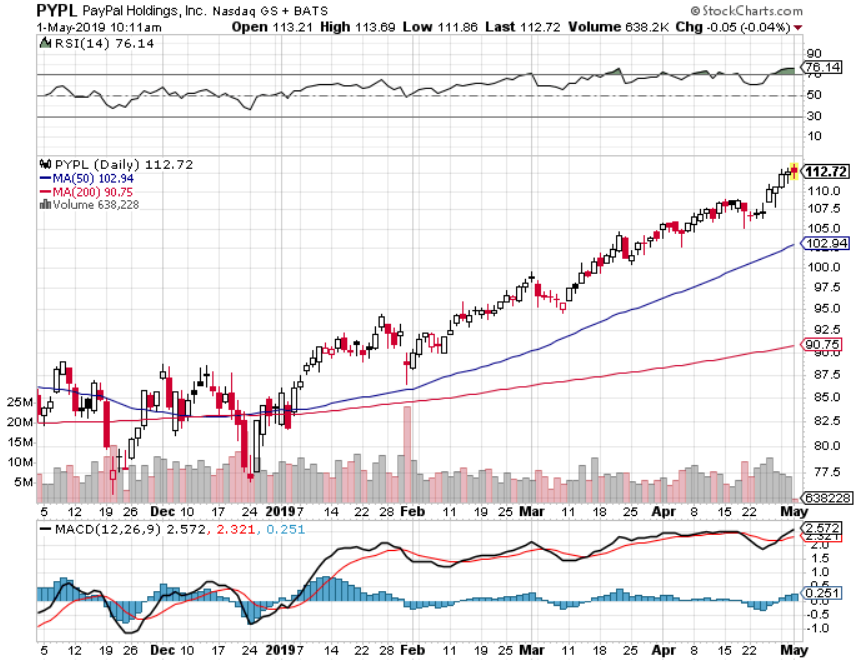 PYPL PayPal Holdings, Inc. Nasdaq GS + BATS © StockCharts.com
1-May-2019 10:11am Open 113.21 High 113.69 Low 111.86 Last 112.72 Volume 638.2K Chg -0.05 (-0.04%)
RSI(14) 76.14
90
76.14
70
50
30
10
PYPL (Daily) 112.72
MA(50) 102.94
MA(200) 90.75
Volume 638,228
112.72
110.0
107.5
105.0
102.94
100.0
97.5
95.0
92.5
90.75
90.0
87.5
85.0
82.5
80.0
77.5
638228
25M
20M
15M
10M
5M
5 12 19 26 Dec 10 17 24 2019 7 14 22 28 Feb 11 19 25 Mar 11 18 25 Apr 8 15 22 May
MACD(12,26,9) 2.572, 2.321, 0.251
2.572
2.321
2.0
1.5
1.0
0.251
0.0
-0.5
-1.0
5 12 19 26 Dec 10 17 24 2019 7 14 22 28 Feb 11 19 25 Mar 11 18 25 Apr 8 15 22 May